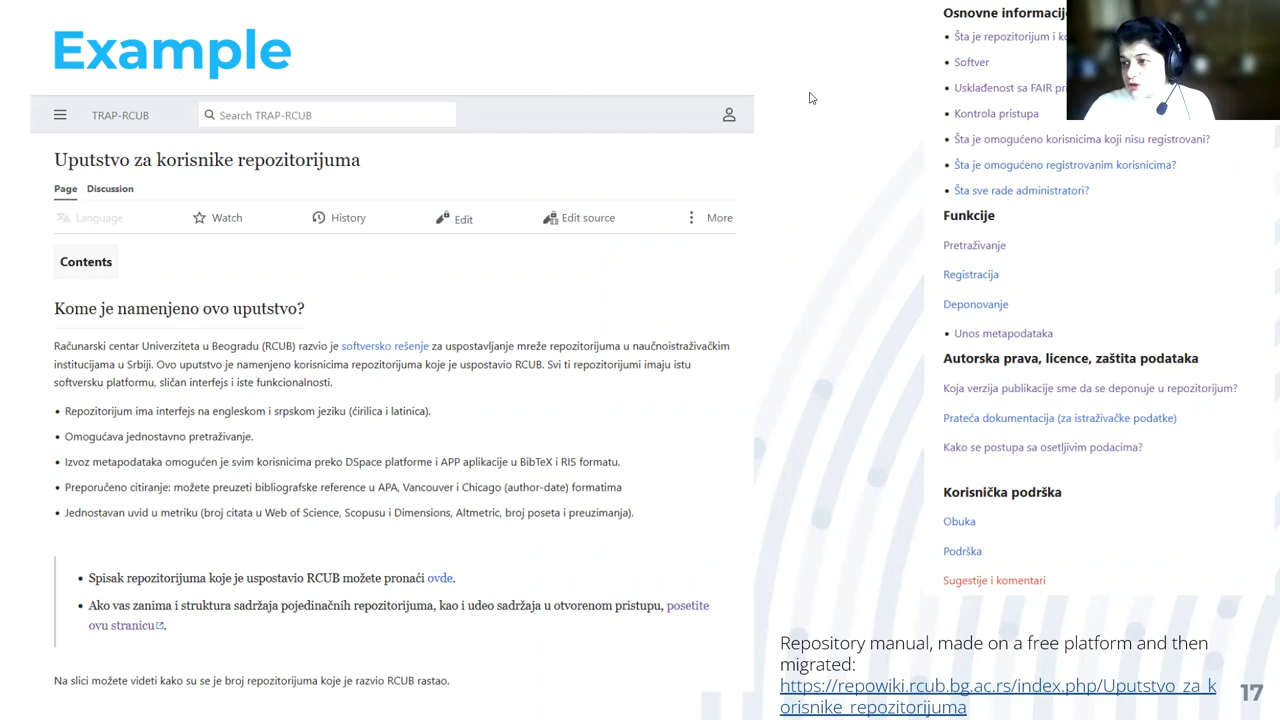 Example
TRAP-RCUB
Search TRAP-RCUB
Uputstvo za korisnike repozitorijuma
Page Discussion
Language Watch History Edit Edit source More
Contents
Kome je namenjeno ovo uputstvo?
Računarski centar Univerziteta u Beogradu (RCUB) razvio je softversko rešenje za uspostavljanje mreže repozitorijuma u naučnoistraživačkim
institucijama u Srbiji. Ovo uputstvo je namenjeno korisnicima repozitorijuma koje je uspostavio RCUB. Svi ti repozitorijumi imaju istu
softversku platformu, sličan interfejs i iste funkcionalnosti.
• Repozitorijum ima interfejs na engleskom i srpskom jeziku (ćirilica i latinica).
• Omogućava jednostavno pretraživanje.
• Izvoz metapodataka omogućen je svim korisnicima preko DSpace platforme i APP aplikacije u BibTeX i RIS formatu.
• Preporučeno citiranje: možete preuzeti bibliografske reference u APA, Vancouver i Chicago (author-date) formatima
• Jednostavan uvid u metriku (broj citata u Web of Science, Scopusu i Dimensions, Altmetric, broj poseta i preuzimanja).
• Spisak repozitorijuma koje je uspostavio RCUB možete pronaći ovde.
• Ako vas zanima i struktura sadržaja pojedinačnih repozitorijuma, kao i udeo sadržaja u otvorenom pristupu, posetite
ovu stranicu.
Na slici možete videti kako su se je broj repozitorijuma koje je razvio RCUB rastao.
Osnovne informacije
• Šta je repozitorijum i
• Softver
• Usklađenost sa FAIR
• Kontrola pristupa
• Šta je omogućeno korisnicima koji nisu registrovani?
• Šta je omogućeno registrovanim korisnicima?
• Šta sve rade administratori?
Funkcije
Pretraživanje
Registracija
Deponovanje
• Unos metapodataka
Autorska prava, licence, zaštita podataka
Koja verzija publikacije sme da se deponuje u repozitorijum?
Prateća dokumentacija (za istraživačke podatke)
Kako se postupa sa osetljivim podacima?
Korisnička podrška
Obuka
Podrška
Sugestije i komentari
Repository manual, made on a free platform and then
migrated:
https://repowiki.rcub.bg.ac.rs/index.php/Uputstvo_za_k
orisnike_repozitorijuma
17